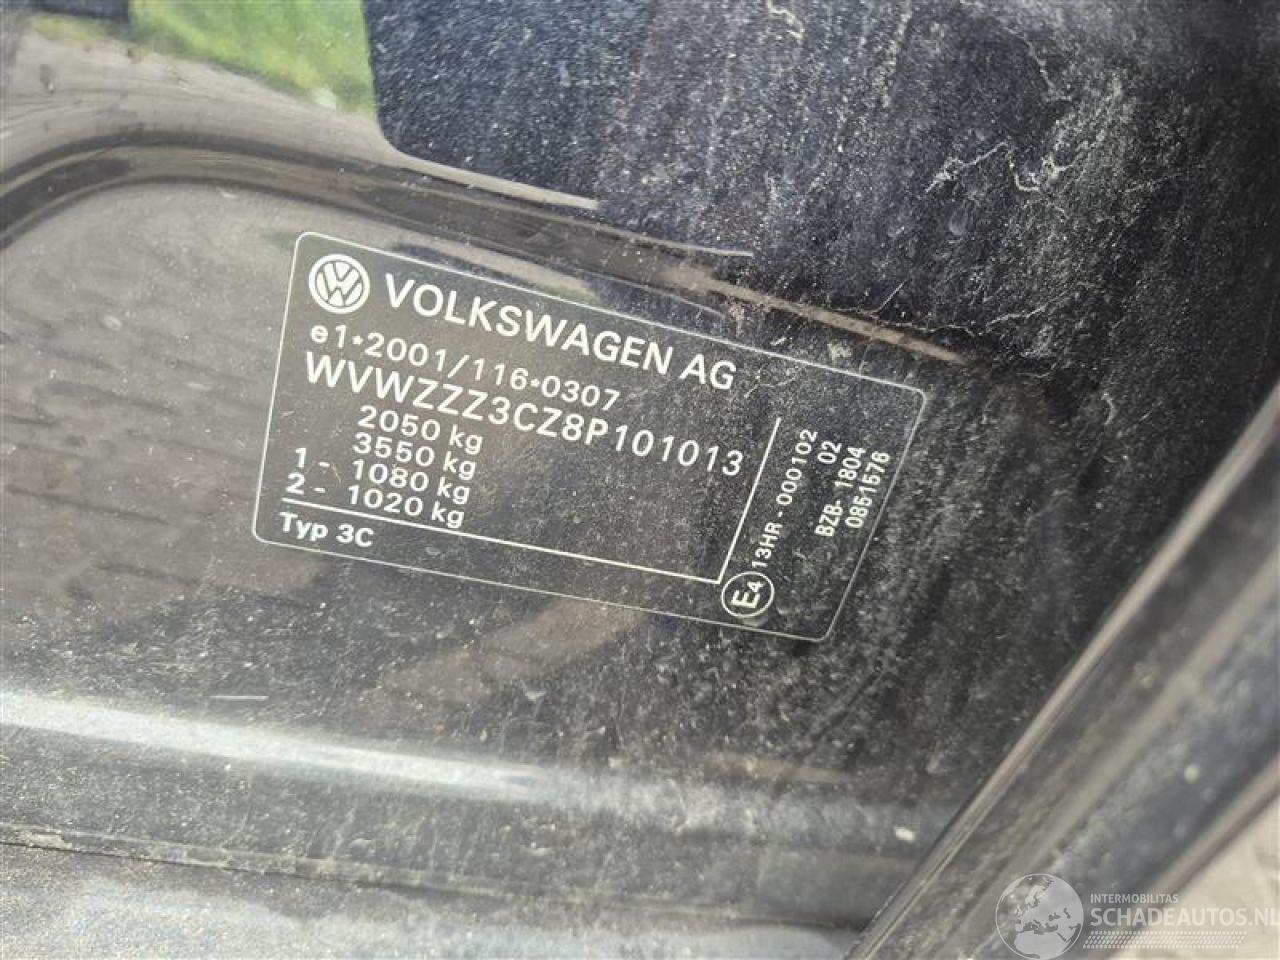 VOLKSWAGEN AG
e1*2001/116*0307
WVWZZZ3CZ8P101013
2050 kg
3550 kg
1 - 1080 kg
2 - 1020 kg
Typ 3C
E4 13HR - 000102
02
BZB- 1804
0851576
INTERMOBILITAS
SCHADEAUTOS.NL